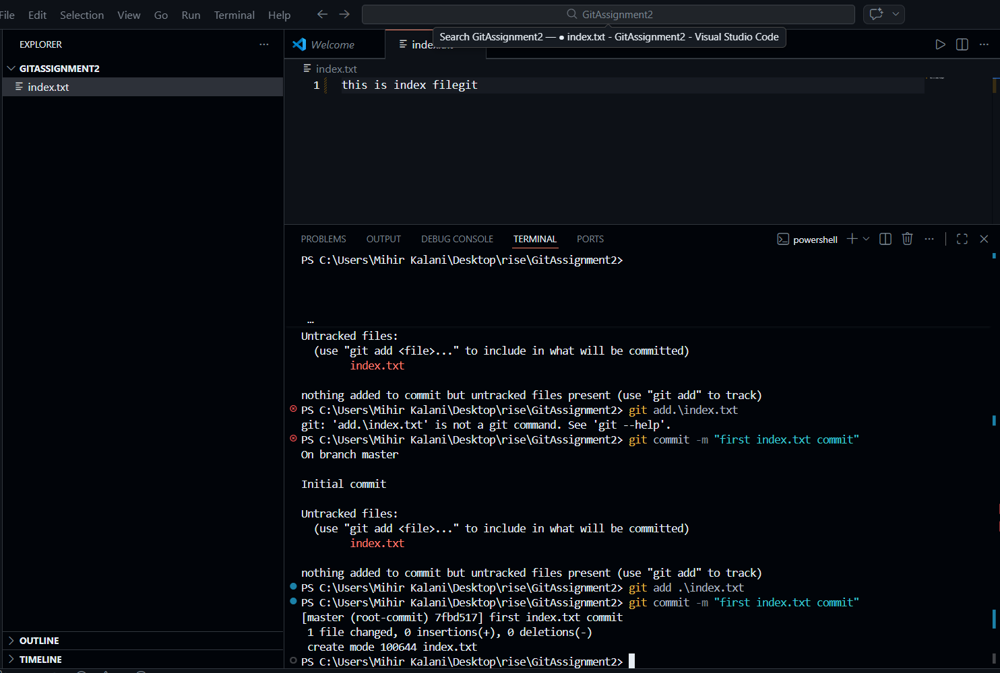 File Edit Selection View Go Run Terminal Help GitAssignment2
Search GitAssignment2 — ● index.txt - GitAssignment2 - Visual Studio Code
EXPLORER
Welcome
GITASSIGNMENT2
index.txt
index.txt
1 this is index filegit
PROBLEMS OUTPUT DEBUG CONSOLE TERMINAL PORTS powershell
PS C:\Users\Mihir Kalani\Desktop\rise\GitAssignment2>
…
Untracked files:
(use "git add <file>..." to include in what will be committed)
index.txt
nothing added to commit but untracked files present (use "git add" to track)
PS C:\Users\Mihir Kalani\Desktop\rise\GitAssignment2> git add.\index.txt
git: 'add.\index.txt' is not a git command. See 'git --help'.
PS C:\Users\Mihir Kalani\Desktop\rise\GitAssignment2> git commit -m "first index.txt commit"
On branch master
Initial commit
Untracked files:
(use "git add <file>..." to include in what will be committed)
index.txt
nothing added to commit but untracked files present (use "git add" to track)
PS C:\Users\Mihir Kalani\Desktop\rise\GitAssignment2> git add .\index.txt
PS C:\Users\Mihir Kalani\Desktop\rise\GitAssignment2> git commit -m "first index.txt commit"
[master (root-commit) 7fbd517] first index.txt commit
1 file changed, 0 insertions(+), 0 deletions(-)
create mode 100644 index.txt
PS C:\Users\Mihir Kalani\Desktop\rise\GitAssignment2>
OUTLINE
TIMELINE